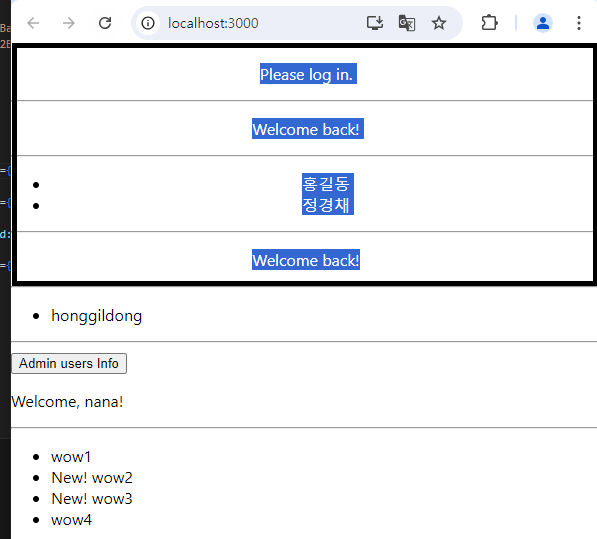 localhost:3000
Please log in.
Welcome back!
홍길동
정경채
Welcome back!
honggildong
Admin users Info
Welcome, nana!
wow1
New! wow2
New! wow3
wow4